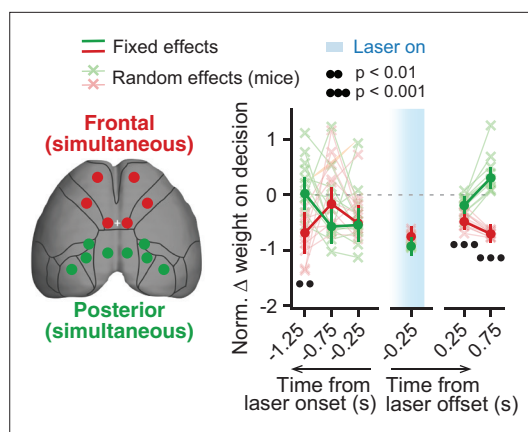 Fixed effects
Random effects (mice)
Laser on
p < 0.01
p < 0.001
Frontal
(simultaneous)
Posterior
(simultaneous)
Norm. Δ weight on decision
1
0
-1
-2
-1.25
-0.75
-0.25
-0.25
0.25
0.75
Time from
laser onset (s)
Time from
laser offset (s)